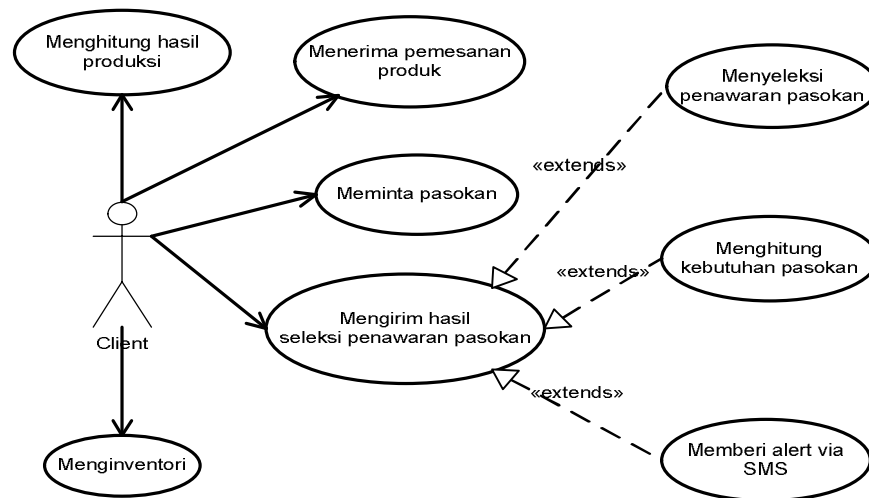 Menghitung hasil
produksi
Menerima pemesanan
produk
Menyeleksi
penawaran pasokan
«extends»
Meminta pasokan
Menghitung
kebutuhan pasokan
«extends»
Mengirim hasil
seleksi penawaran pasokan
Client
«extends»
Memberi alert via
SMS
Menginventori